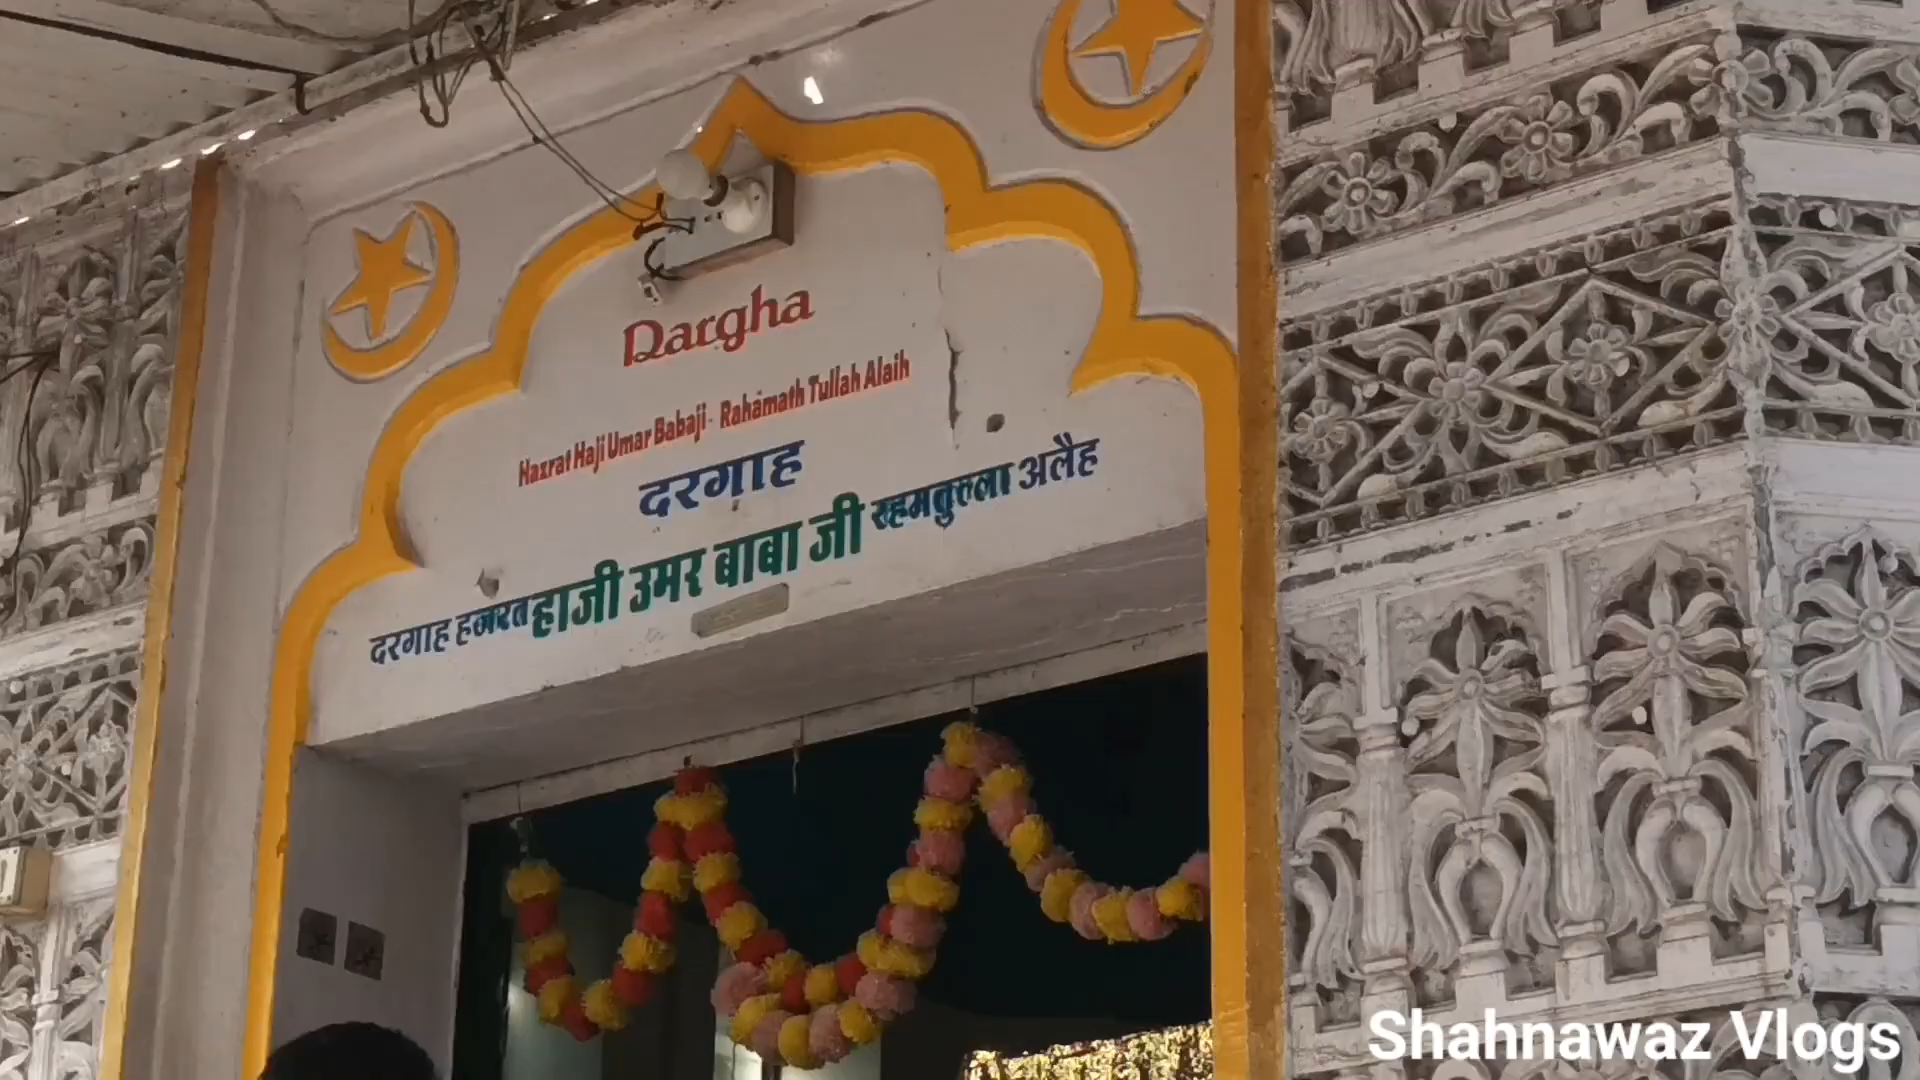 Dargha
Hazrat Haji Umar Babaji - Rahamath Tullah Alaih
दरगाह
दरगाह हजरत हाजी उमर बाबा जी रहमतुल्ला अलैह
Shahnawaz Vlogs